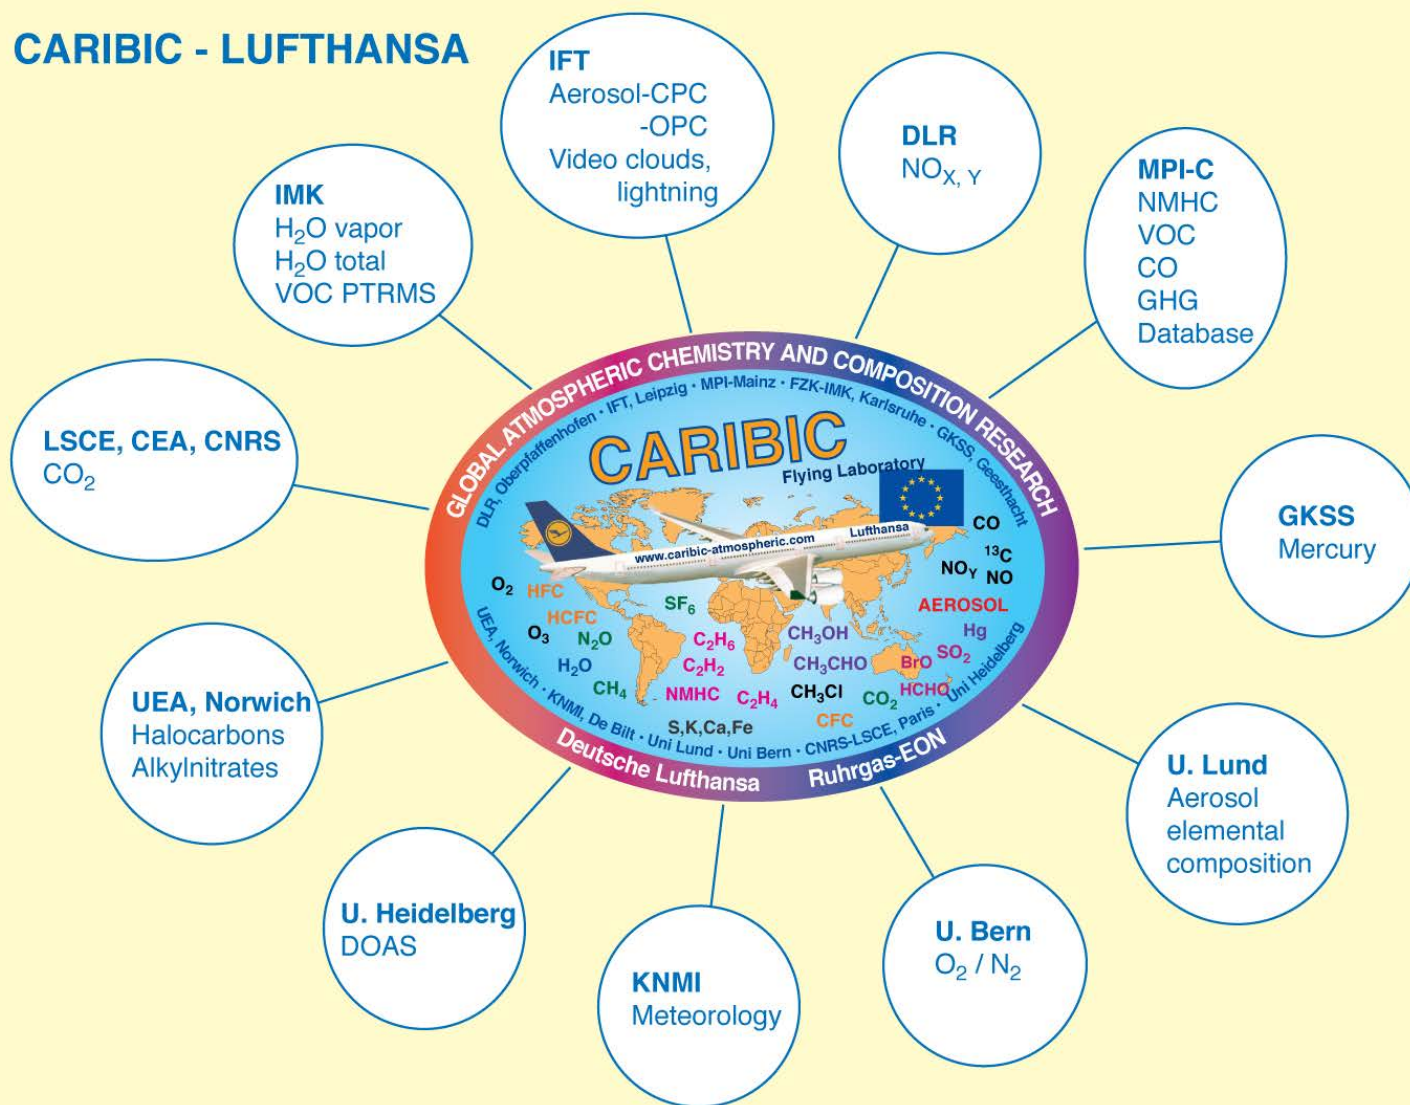 CARIBIC - LUFTHANSA
IFT
Aerosol-CPC
-OPC
Video clouds,
lightning
DLR
NOX, Y
MPI-C
NMHC
VOC
CO
GHG
Database
IMK
H2O vapor
H2O total
VOC PTRMS
LSCE, CEA, CNRS
CO2
GKSS
Mercury
UEA, Norwich
Halocarbons
Alkylnitrates
U. Lund
Aerosol
elemental
composition
U. Heidelberg
DOAS
KNMI
Meteorology
U. Bern
O2 / N2
GLOBAL ATMOSPHERIC CHEMISTRY AND COMPOSITION RESEARCH
DLR, Oberpfaffenhofen · IFT, Leipzig · MPI-Mainz · FZK-IMK, Karlsruhe · GKSS, Geesthacht
CARIBIC
Flying Laboratory
Lufthansa
www.caribic-atmospheric.com
CO
13C
NOY NO
O2 HFC
SF6
AEROSOL
HCFC
O3 N2O C2H6 CH3OH Hg
H2O C2H2 CH3CHO BrO SO2
CH4 NMHC C2H4 CH3Cl CO2 HCHO
S,K,Ca,Fe CFC
UEA, Norwich · KNMI, De Bilt · Uni Lund · Uni Bern · CNRS-LSCE, Paris · Uni Heidelberg
Deutsche Lufthansa
Ruhrgas-EON